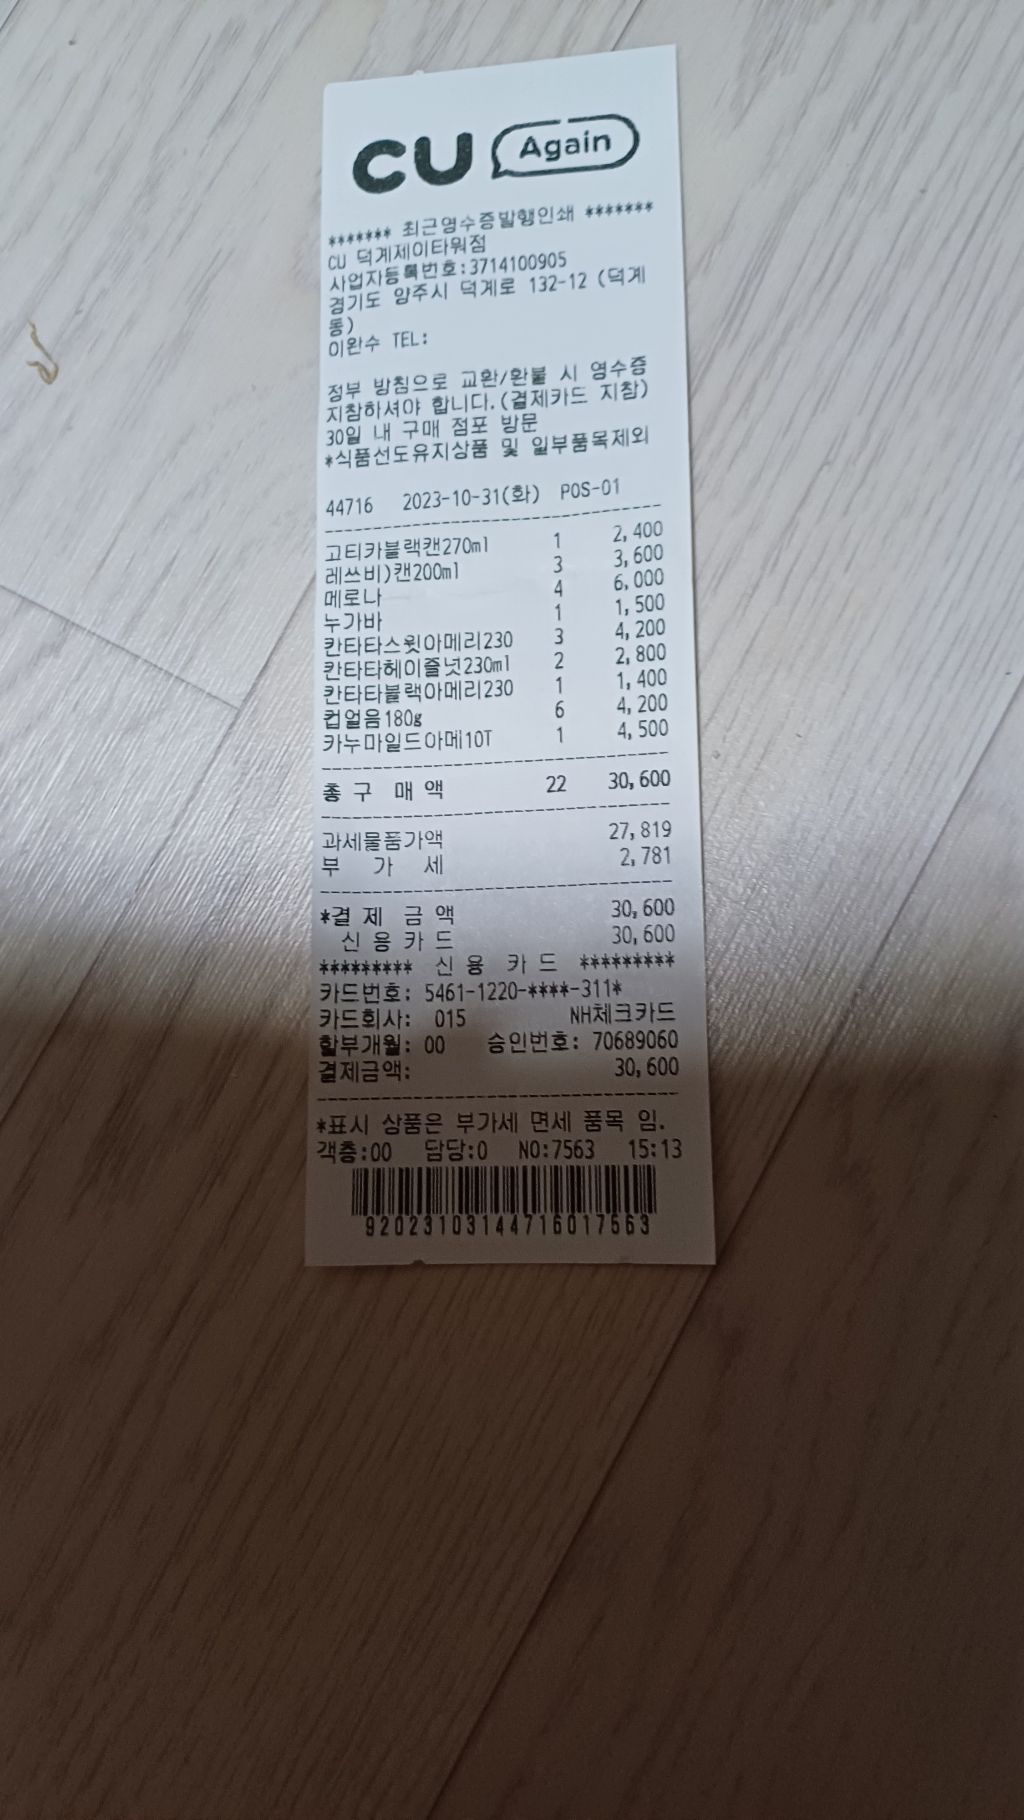 CU Again
******* 최근영수증발행인쇄 *******
CU 덕계제이타워점
사업자등록번호:3714100905
경기도 양주시 덕계로 132-12 (덕계
동)
이완수 TEL:
정부 방침으로 교환/환불 시 영수증
지참하셔야 합니다.(결제카드 지참)
30일 내 구매 점포 방문
*식품선도유지상품 및 일부품목제외
44716 2023-10-31(화) POS-01
고티카블랙캔270ml 1 2,400
레쓰비)캔200ml 3 3,600
메로나 4 6,000
누가바 1 1,500
칸타타스윗아메리230 3 4,200
칸타타헤이즐넛230ml 2 2,800
칸타타블랙아메리230 1 1,400
컵얼음180g 6 4,200
카누마일드아메10T 1 4,500
총 구 매 액 22 30,600
과세물품가액 27,819
부 가 세 2,781
*결 제 금 액 30,600
신 용 카 드 30,600
********* 신 용 카 드 *********
카드번호: 5461-1220-****-311*
카드회사: 015 NH체크카드
할부개월: 00 승인번호: 70689060
결제금액: 30,600
*표시 상품은 부가세 면세 품목 임.
객층:00 담당:0 NO:7563 15:13
92023103144716017563